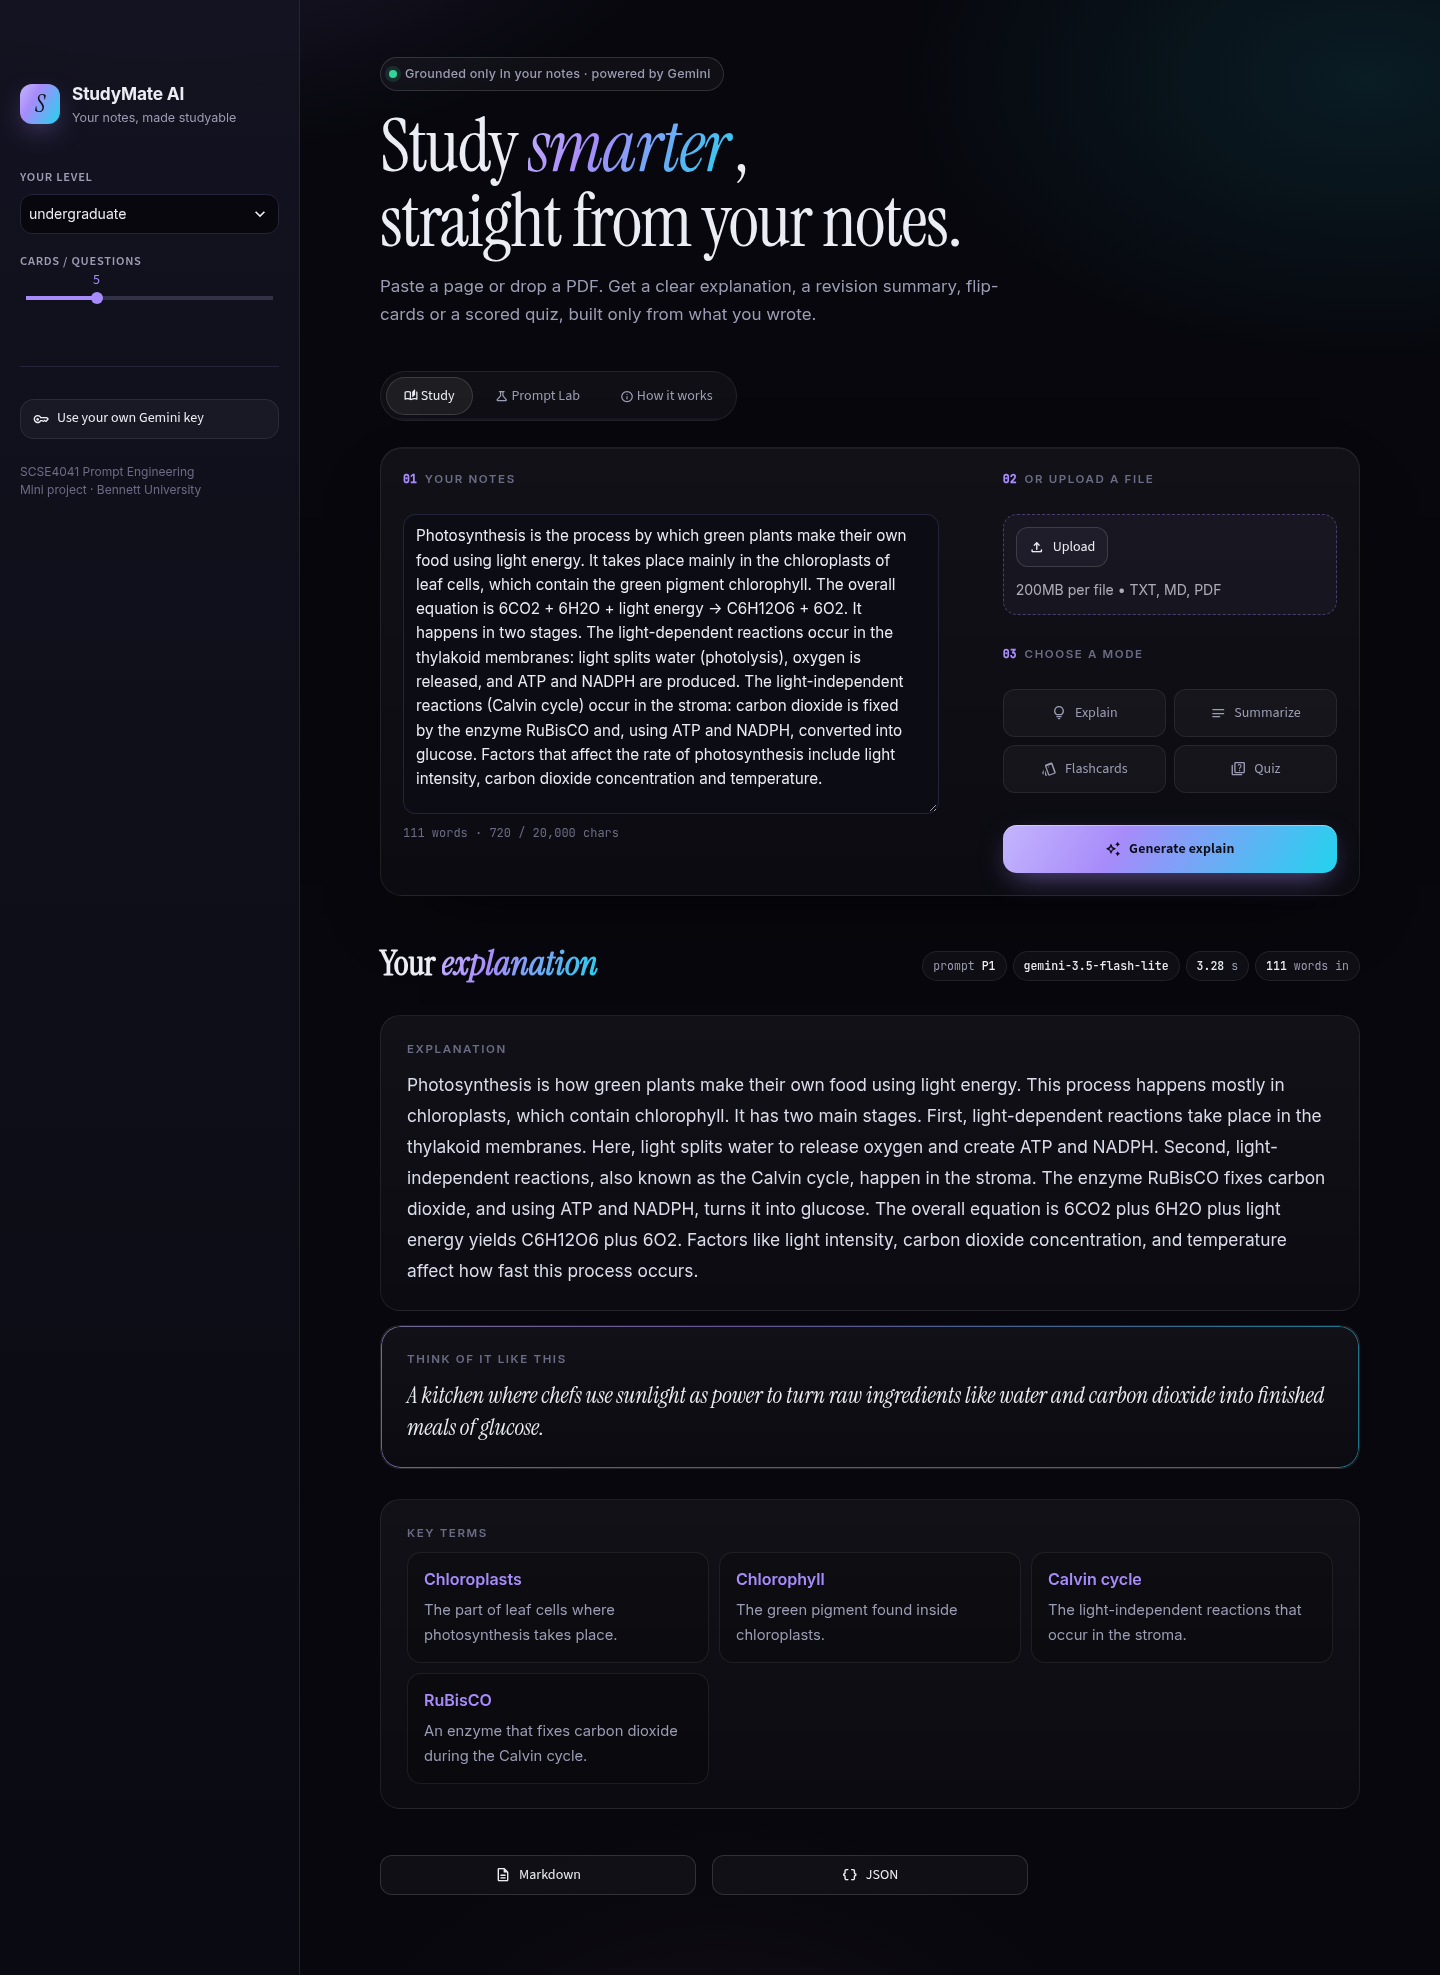 S
StudyMate AI
Your notes, made studyable
YOUR LEVEL
undergraduate
CARDS / QUESTIONS
5
Use your own Gemini key
SCSE4041 Prompt Engineering
Mini project · Bennett University
Grounded only in your notes · powered by Gemini
Study smarter,
straight from your notes.
Paste a page or drop a PDF. Get a clear explanation, a revision summary, flip-
cards or a scored quiz, built only from what you wrote.
Study
Prompt Lab
How it works
01 YOUR NOTES
Photosynthesis is the process by which green plants make their own
food using light energy. It takes place mainly in the chloroplasts of
leaf cells, which contain the green pigment chlorophyll. The overall
equation is 6CO2 + 6H2O + light energy → C6H12O6 + 6O2. It
happens in two stages. The light-dependent reactions occur in the
thylakoid membranes: light splits water (photolysis), oxygen is
released, and ATP and NADPH are produced. The light-independent
reactions (Calvin cycle) occur in the stroma: carbon dioxide is fixed
by the enzyme RuBisCO and, using ATP and NADPH, converted into
glucose. Factors that affect the rate of photosynthesis include light
intensity, carbon dioxide concentration and temperature.
111 words · 720 / 20,000 chars
02 OR UPLOAD A FILE
Upload
200MB per file • TXT, MD, PDF
03 CHOOSE A MODE
Explain
Summarize
Flashcards
Quiz
Generate explain
Your explanation
prompt P1
gemini-3.5-flash-lite
3.28 s
111 words in
EXPLANATION
Photosynthesis is how green plants make their own food using light energy. This process happens mostly in
chloroplasts, which contain chlorophyll. It has two main stages. First, light-dependent reactions take place in the
thylakoid membranes. Here, light splits water to release oxygen and create ATP and NADPH. Second, light-
independent reactions, also known as the Calvin cycle, happen in the stroma. The enzyme RuBisCO fixes carbon
dioxide, and using ATP and NADPH, turns it into glucose. The overall equation is 6CO2 plus 6H2O plus light
energy yields C6H12O6 plus 6O2. Factors like light intensity, carbon dioxide concentration, and temperature
affect how fast this process occurs.
THINK OF IT LIKE THIS
A kitchen where chefs use sunlight as power to turn raw ingredients like water and carbon dioxide into finished
meals of glucose.
KEY TERMS
Chloroplasts
The part of leaf cells where
photosynthesis takes place.
Chlorophyll
The green pigment found inside
chloroplasts.
Calvin cycle
The light-independent reactions that
occur in the stroma.
RuBisCO
An enzyme that fixes carbon dioxide
during the Calvin cycle.
Markdown
{} JSON